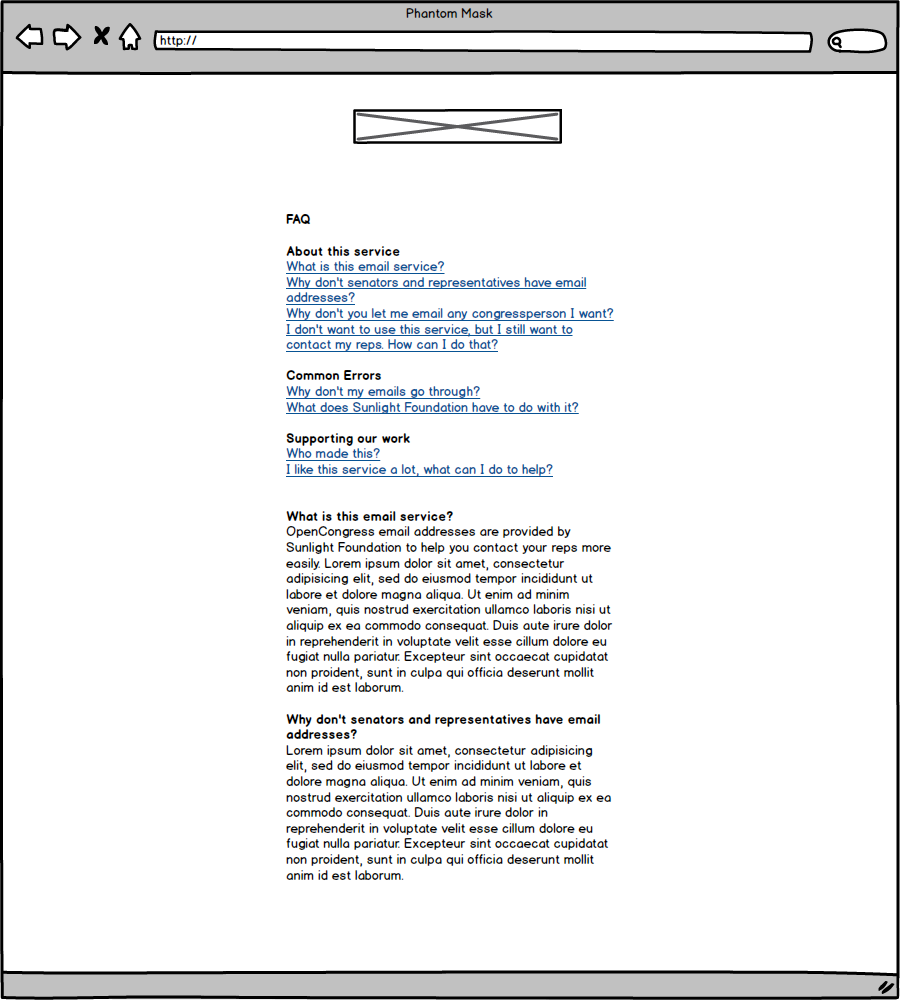 Phantom Mask
http://
FAQ
About this service
What is this email service?
Why don't senators and representatives have email
addresses?
Why don't you let me email any congressperson I want?
I don't want to use this service, but I still want to
contact my reps. How can I do that?
Common Errors
Why don't my emails go through?
What does Sunlight Foundation have to do with it?
Supporting our work
Who made this?
I like this service a lot, what can I do to help?
What is this email service?
OpenCongress email addresses are provided by
Sunlight Foundation to help you contact your reps more
easily. Lorem ipsum dolor sit amet, consectetur
adipisicing elit, sed do eiusmod tempor incididunt ut
labore et dolore magna aliqua. Ut enim ad minim
veniam, quis nostrud exercitation ullamco laboris nisi ut
aliquip ex ea commodo consequat. Duis aute irure dolor
in reprehenderit in voluptate velit esse cillum dolore eu
fugiat nulla pariatur. Excepteur sint occaecat cupidatat
non proident, sunt in culpa qui officia deserunt mollit
anim id est laborum.
Why don't senators and representatives have email
addresses?
Lorem ipsum dolor sit amet, consectetur adipisicing
elit, sed do eiusmod tempor incididunt ut labore et
dolore magna aliqua. Ut enim ad minim veniam, quis
nostrud exercitation ullamco laboris nisi ut aliquip ex ea
commodo consequat. Duis aute irure dolor in
reprehenderit in voluptate velit esse cillum dolore eu
fugiat nulla pariatur. Excepteur sint occaecat cupidatat
non proident, sunt in culpa qui officia deserunt mollit
anim id est laborum.